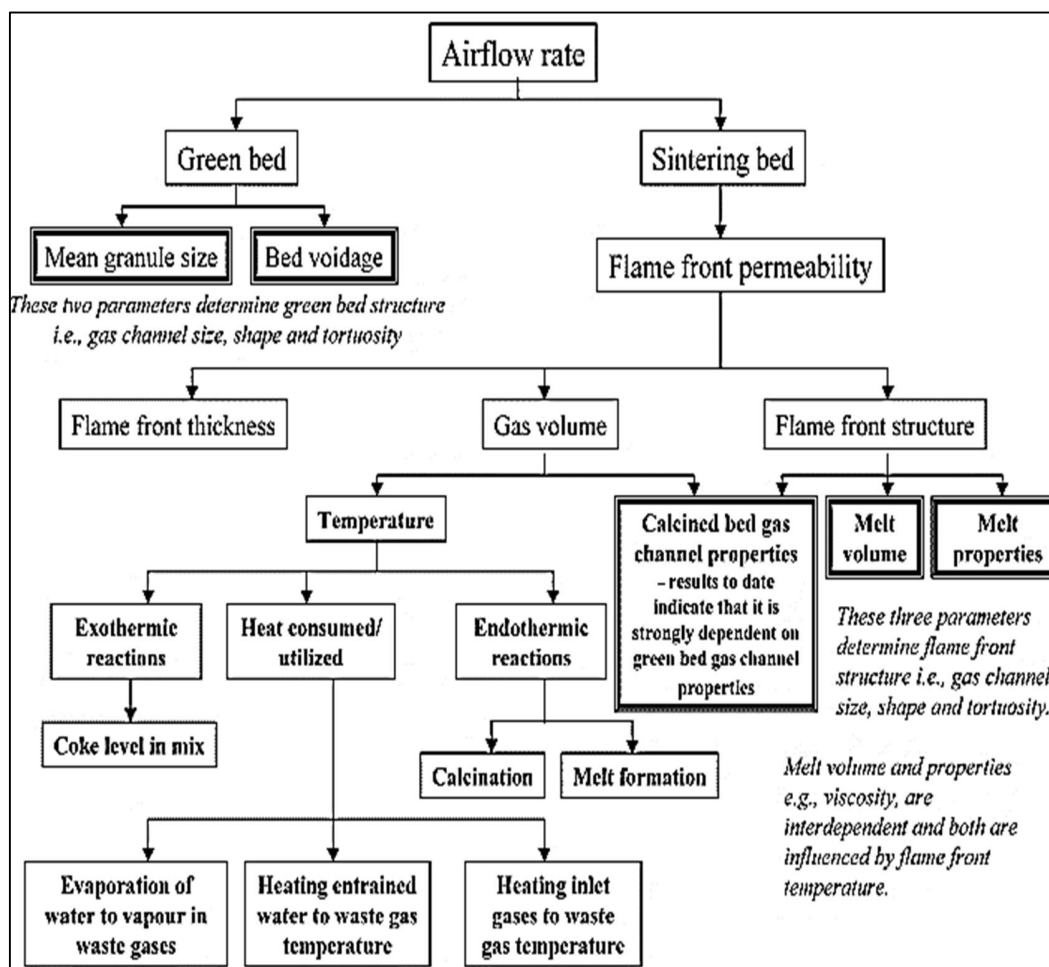 Airflow rate
Green bed
Sintering bed
Mean granule size
Bed voidage
Flame front permeability
These two parameters determine green bed structure
i.e., gas channel size, shape and tortuosity
Flame front thickness
Gas volume
Flame front structure
Temperature
Calcined bed gas
channel properties
– results to date
indicate that it is
strongly dependent on
green bed gas channel
properties
Melt
volume
Melt
properties
Exothermic
reactions
Heat consumed/
utilized
Endothermic
reactions
These three parameters
determine flame front
structure i.e., gas channel
size, shape and tortuosity.
Coke level in mix
Calcination
Melt formation
Melt volume and properties
e.g., viscosity, are
interdependent and both are
influenced by flame front
temperature.
Evaporation of
water to vapour in
waste gases
Heating entrained
water to waste gas
temperature
Heating inlet
gases to waste
gas temperature